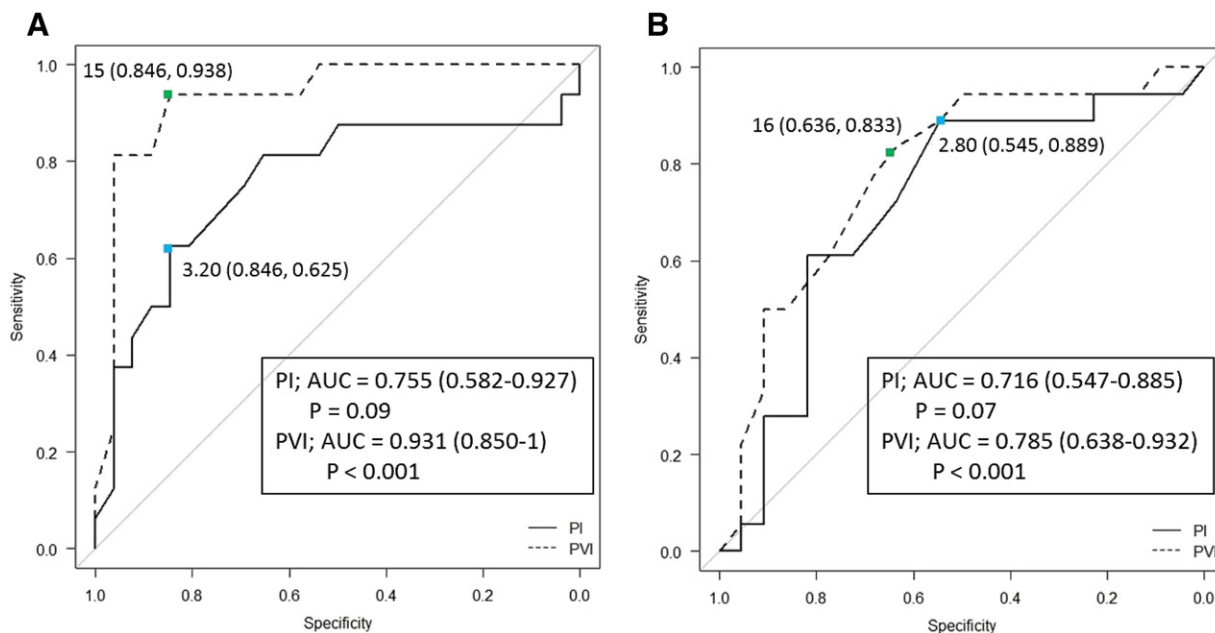 A
1.0
0.8
0.6
0.4
0.2
0.0
Sensitivity
15 (0.846, 0.938)
3.20 (0.846, 0.625)
PI; AUC = 0.755 (0.582-0.927)
P = 0.09
PVI; AUC = 0.931 (0.850-1)
P < 0.001
PI
PVI
1.0 0.8 0.6 0.4 0.2 0.0
Specificity
B
1.0
0.8
0.6
0.4
0.2
0.0
Sensitivity
16 (0.636, 0.833)
2.80 (0.545, 0.889)
PI; AUC = 0.716 (0.547-0.885)
P = 0.07
PVI; AUC = 0.785 (0.638-0.932)
P < 0.001
PI
PVI
1.0 0.8 0.6 0.4 0.2 0.0
Specificity